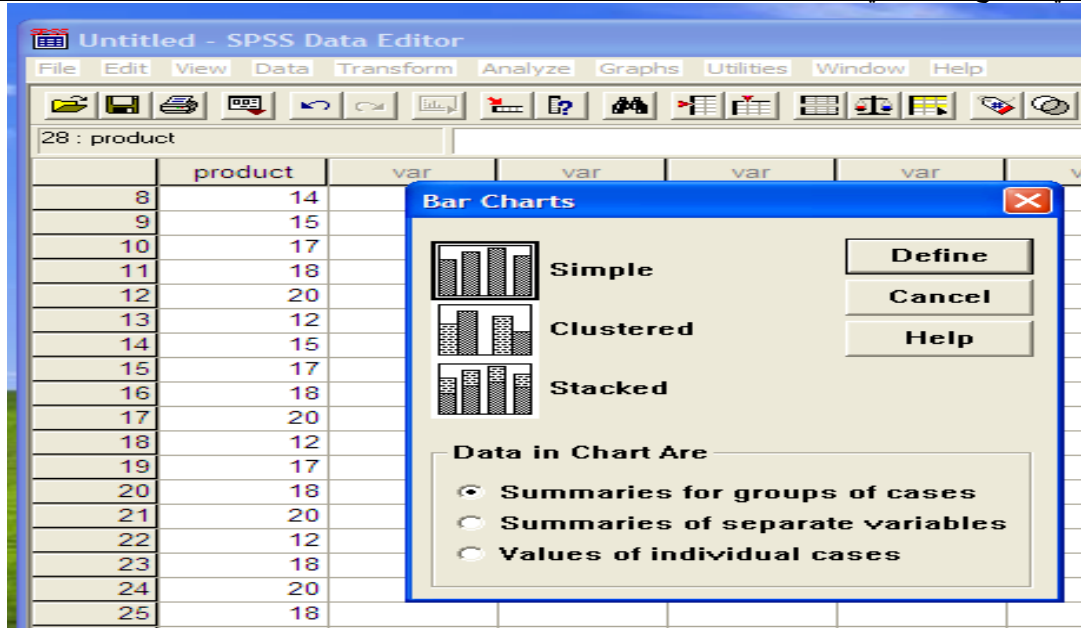 Untitled - SPSS Data Editor
File Edit View Data Transform Analyze Graphs Utilities Window Help
28 : product
product var var var var
8 14
9 15
10 17
11 18
12 20
13 12
14 15
15 17
16 18
17 20
18 12
19 17
20 18
21 20
22 12
23 18
24 20
25 18
Bar Charts
Simple
Clustered
Stacked
Define
Cancel
Help
Data in Chart Are
Summaries for groups of cases
Summaries of separate variables
Values of individual cases